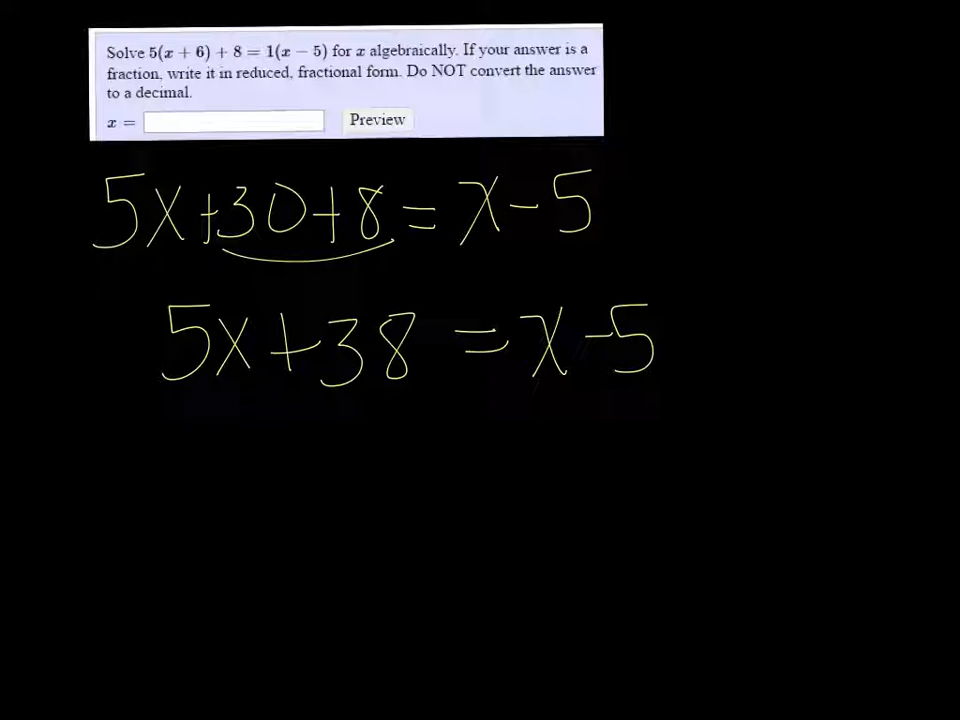 Solve 5(x + 6) + 8 = 1(x − 5) for x algebraically. If your answer is a
fraction, write it in reduced, fractional form. Do NOT convert the answer
to a decimal.
x = Preview
5x+30+8=x-5
5x+38=x-5